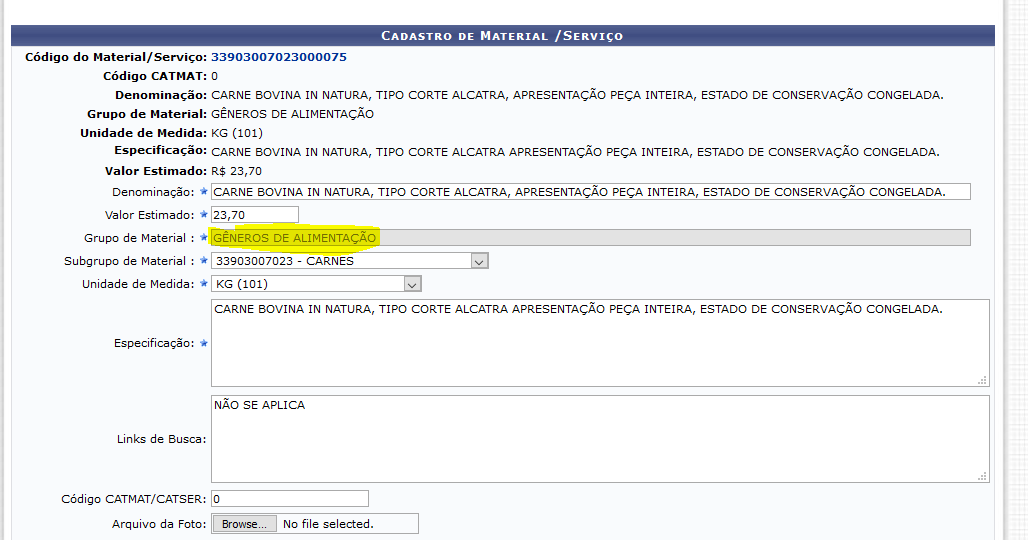 CADASTRO DE MATERIAL /SERVIÇO
Código do Material/Serviço: 33903007023000075
Código CATMAT: 0
Denominação: CARNE BOVINA IN NATURA, TIPO CORTE ALCATRA, APRESENTAÇÃO PEÇA INTEIRA, ESTADO DE CONSERVAÇÃO CONGELADA.
Grupo de Material: GÊNEROS DE ALIMENTAÇÃO
Unidade de Medida: KG (101)
Especificação: CARNE BOVINA IN NATURA, TIPO CORTE ALCATRA APRESENTAÇÃO PEÇA INTEIRA, ESTADO DE CONSERVAÇÃO CONGELADA.
Valor Estimado: R$ 23,70
Denominação: CARNE BOVINA IN NATURA, TIPO CORTE ALCATRA, APRESENTAÇÃO PEÇA INTEIRA, ESTADO DE CONSERVAÇÃO CONGELADA.
Valor Estimado: 23,70
Grupo de Material : GÊNEROS DE ALIMENTAÇÃO
Subgrupo de Material : 33903007023 - CARNES
Unidade de Medida: KG (101)
Especificação: CARNE BOVINA IN NATURA, TIPO CORTE ALCATRA APRESENTAÇÃO PEÇA INTEIRA, ESTADO DE CONSERVAÇÃO CONGELADA.
Links de Busca: NÃO SE APLICA
Código CATMAT/CATSER: 0
Arquivo da Foto: Browse... No file selected.